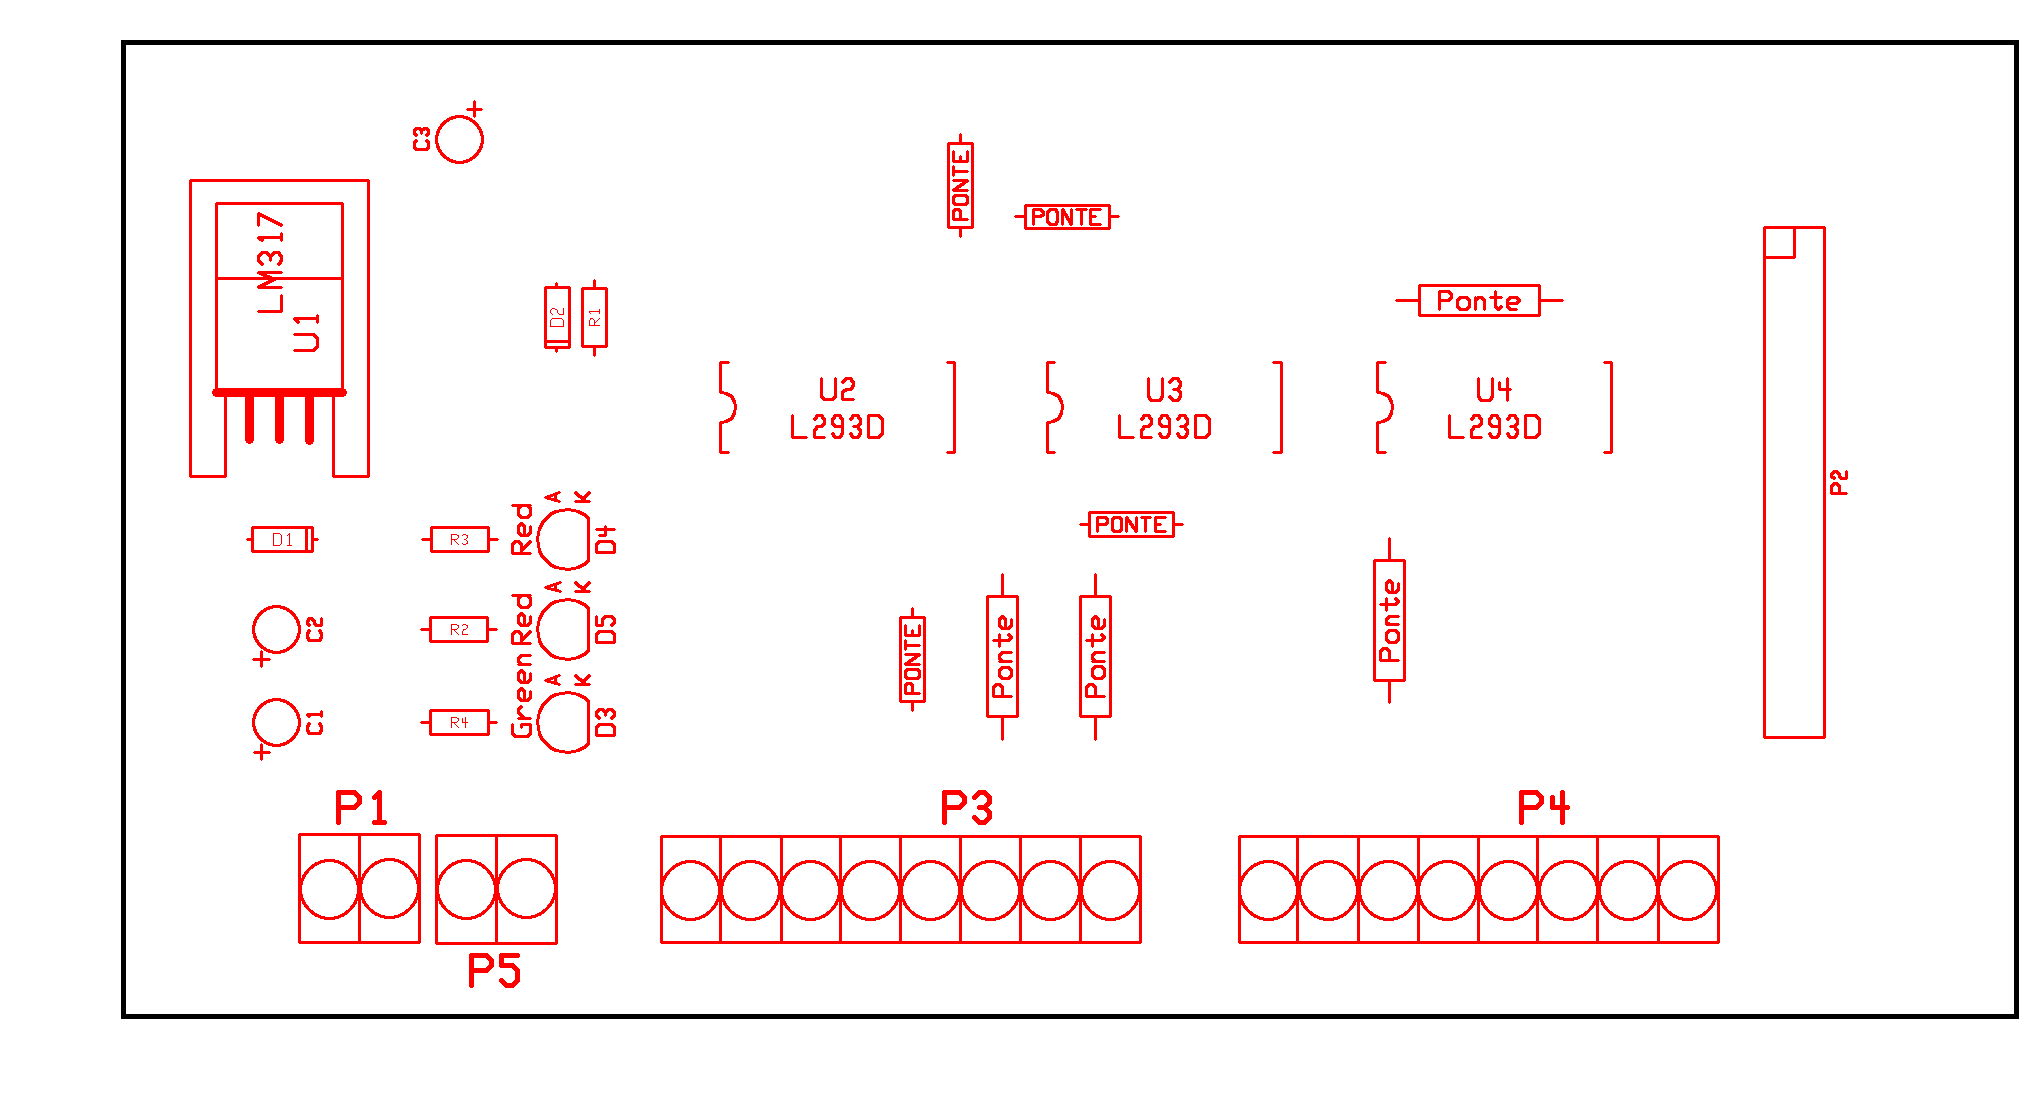 +
C3
PONTE
PONTE
LM317
U1
D2
R1
Ponte
U2
L293D
U3
L293D
U4
L293D
P2
A
K
D1
R3
Red
D4
PONTE
A
K
C2
+
R2
Red
D5
PONTE
Ponte
Ponte
Ponte
A
K
C1
+
R4
Green
D3
P1
P3
P4
P5